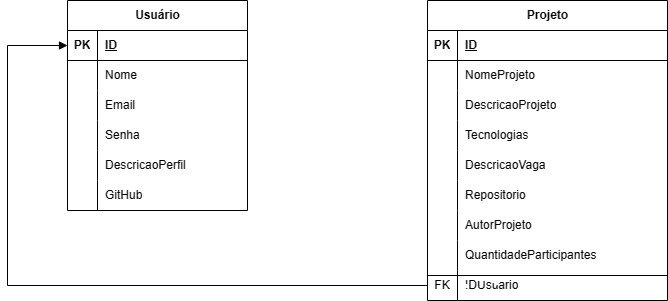 Usuário
PK ID
Nome
Email
Senha
DescricaoPerfil
GitHub
Projeto
PK ID
NomeProjeto
DescricaoProjeto
Tecnologias
DescricaoVaga
Repositorio
AutorProjeto
QuantidadeParticipantes
FK IDUsuario